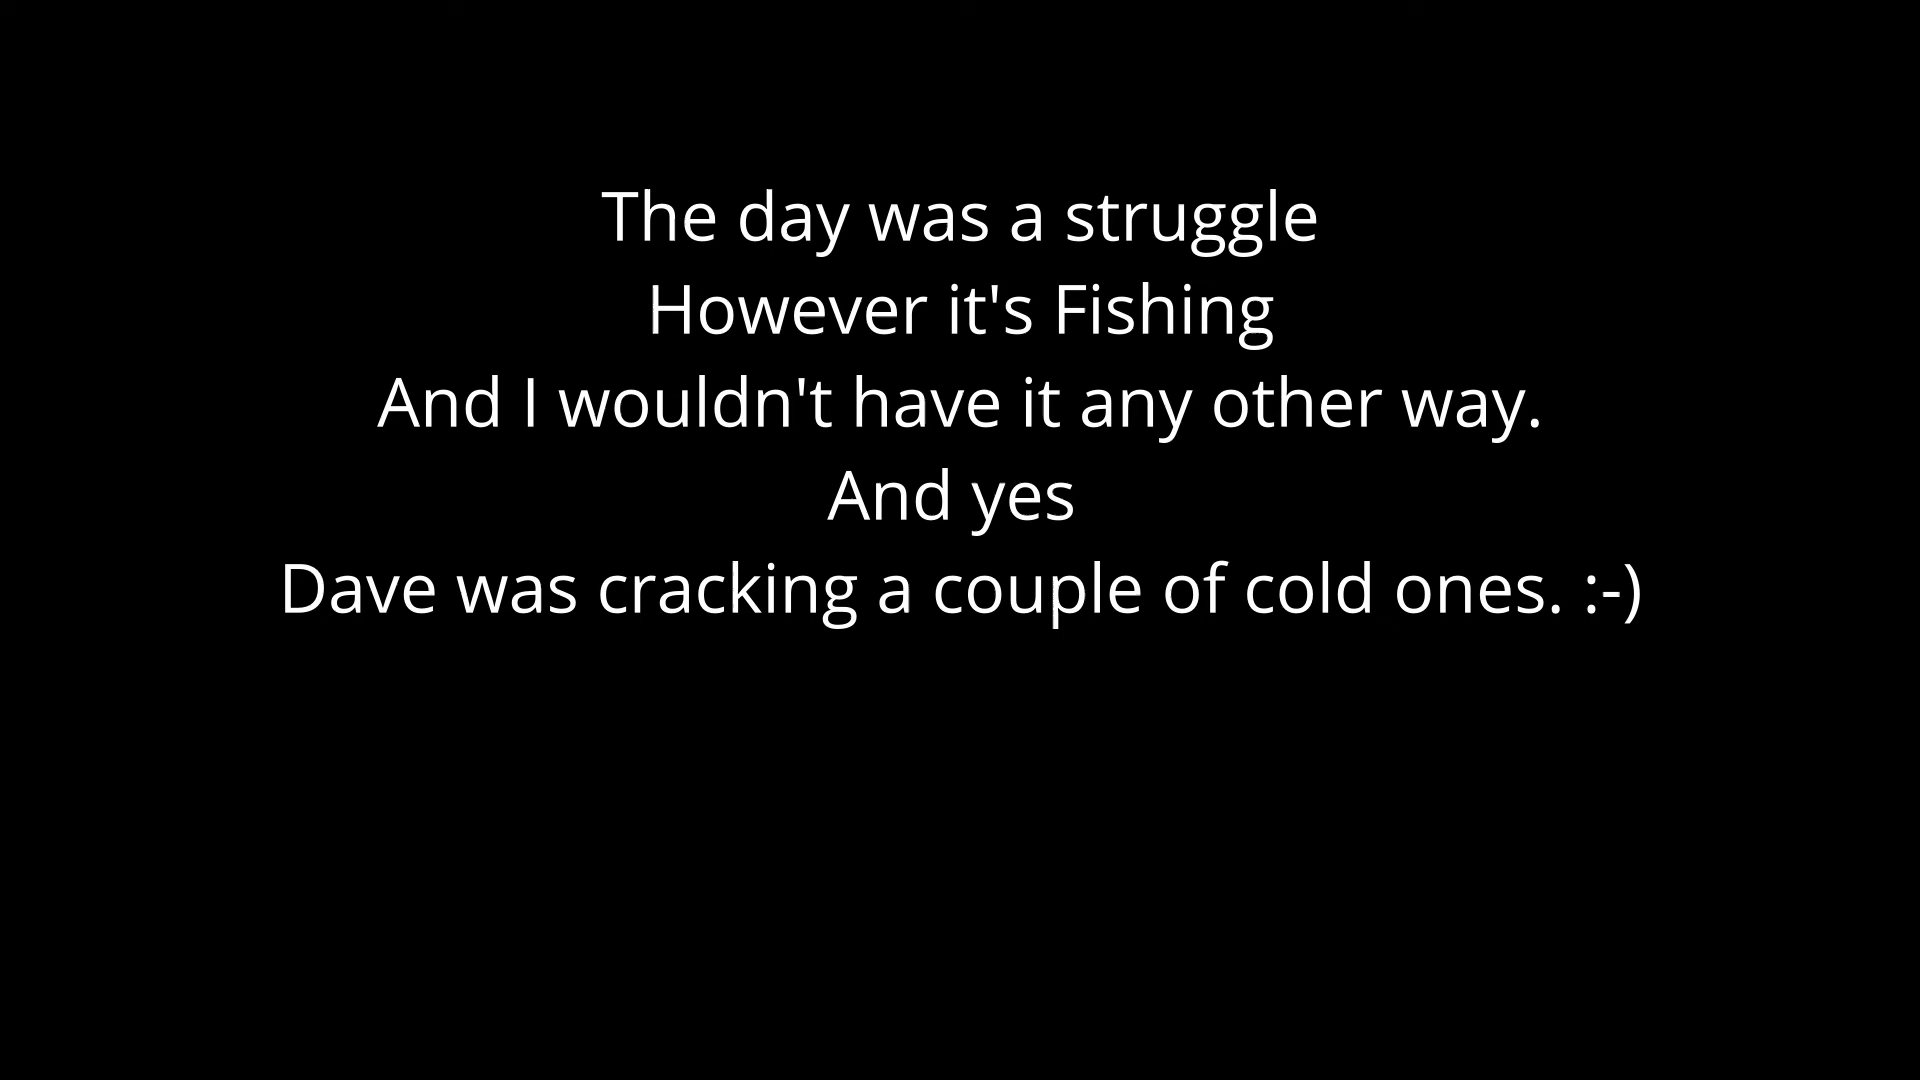 The day was a struggle
However it's Fishing
And I wouldn't have it any other way.
And yes
Dave was cracking a couple of cold ones. :-)